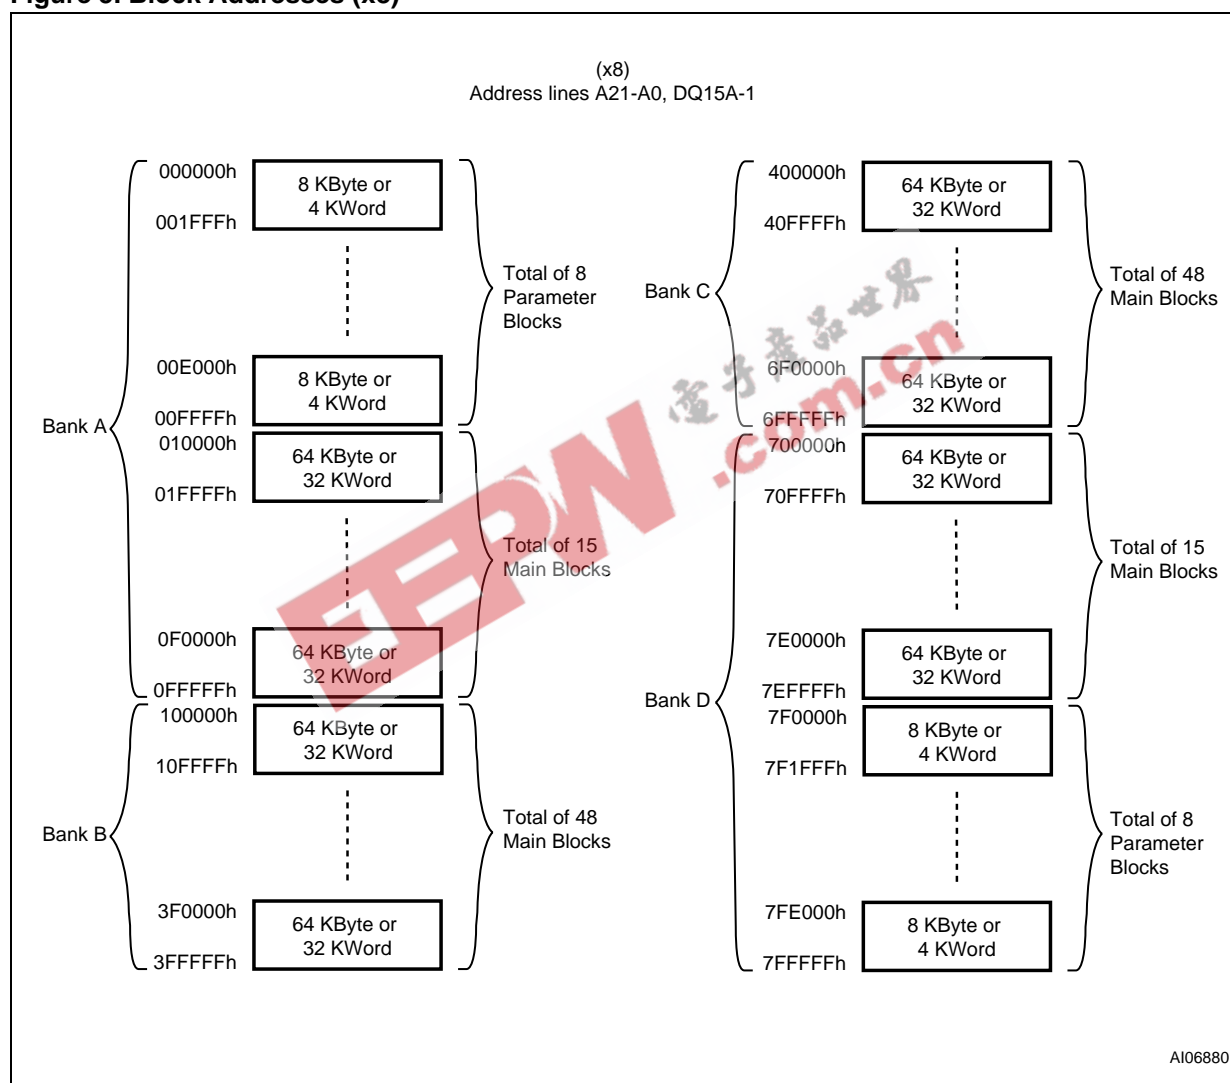 (x8)
Address lines A21-A0, DQ15A-1
Bank A
000000h
001FFFh
8 KByte or
4 KWord
Total of 8
Parameter
Blocks
00E000h
00FFFFh
8 KByte or
4 KWord
010000h
01FFFFh
64 KByte or
32 KWord
Total of 15
Main Blocks
0F0000h
0FFFFFh
64 KByte or
32 KWord
Bank B
100000h
10FFFFh
64 KByte or
32 KWord
Total of 48
Main Blocks
3F0000h
3FFFFFh
64 KByte or
32 KWord
Bank C
400000h
40FFFFh
64 KByte or
32 KWord
Total of 48
Main Blocks
6F0000h
6FFFFFh
64 KByte or
32 KWord
Bank D
700000h
70FFFFh
64 KByte or
32 KWord
Total of 15
Main Blocks
7E0000h
7EFFFFh
64 KByte or
32 KWord
7F0000h
7F1FFFh
8 KByte or
4 KWord
Total of 8
Parameter
Blocks
7FE000h
7FFFFFh
8 KByte or
4 KWord
EEPW
電子產品世界
.com.cn
AI06880